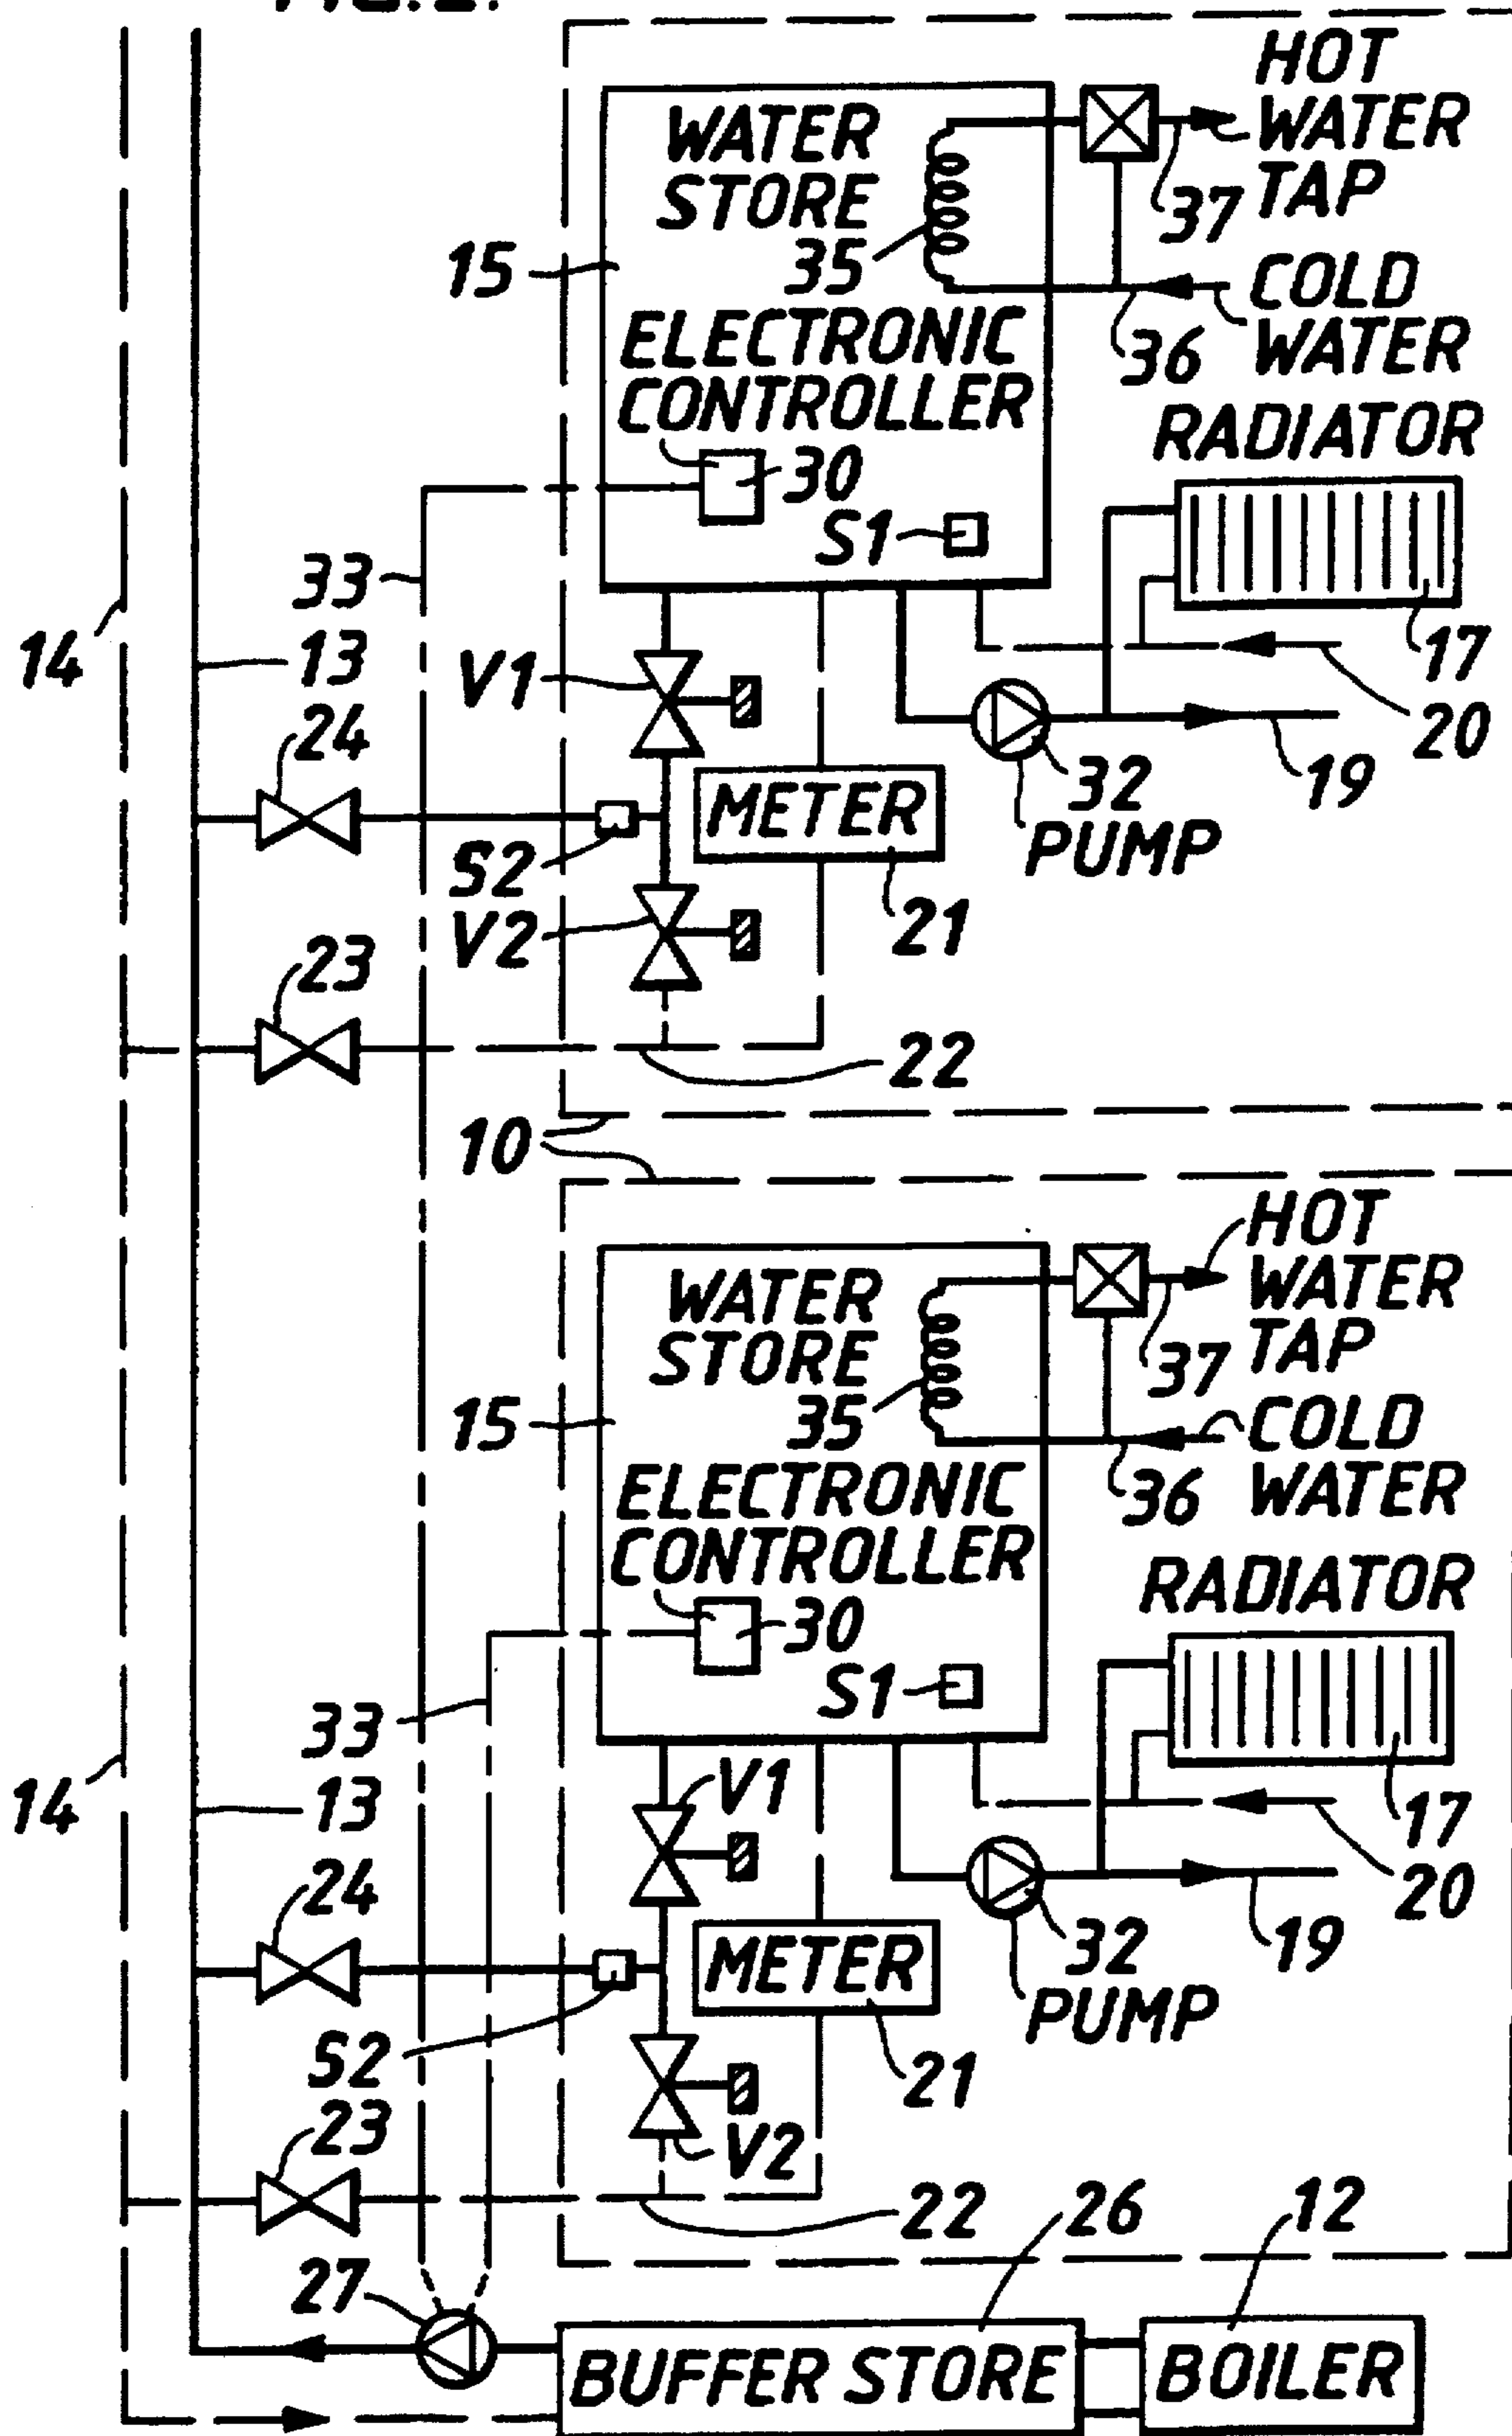 HOT
WATER
TAP
WATER
STORE
35
37
15
COLD
WATER
36
ELECTRONIC
CONTROLLER
30
S1
RADIATOR
17
20
19
33
14
13
V1
24
32
PUMP
METER
S2
21
V2
23
22
10
HOT
WATER
TAP
WATER
STORE
35
37
15
COLD
WATER
36
ELECTRONIC
CONTROLLER
30
S1
RADIATOR
17
20
19
33
14
13
V1
24
32
PUMP
METER
S2
21
V2
23
22
26
12
27
BUFFER STORE
BOILER